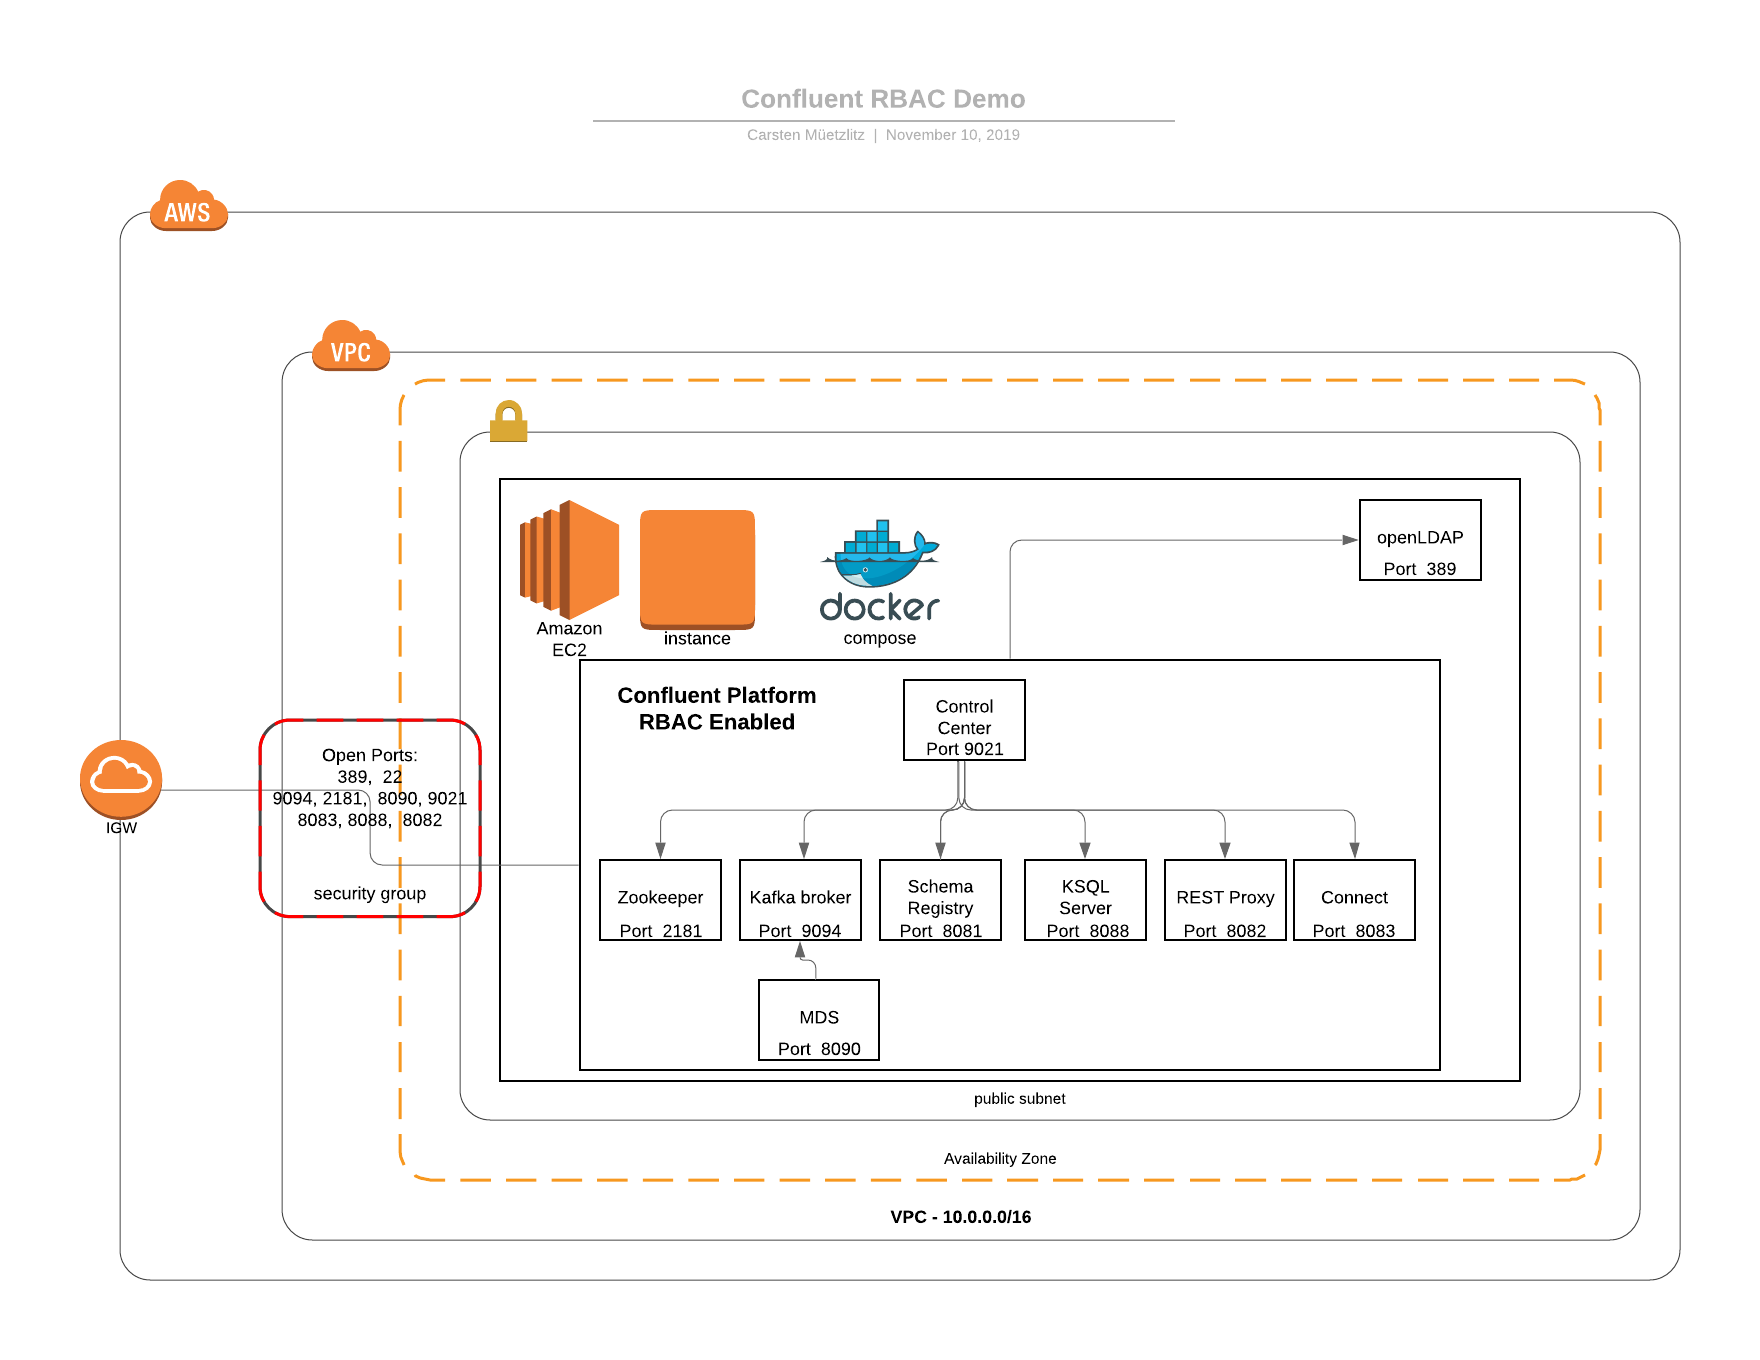 Confluent RBAC Demo
Carsten Müetzlitz | November 10, 2019
AWS
VPC
docker
Amazon
EC2
instance
compose
openLDAP
Port 389
Confluent Platform
RBAC Enabled
Control
Center
Port 9021
Open Ports:
389, 22
9094, 2181, 8090, 9021
8083, 8088, 8082
security group
IGW
Zookeeper
Port 2181
Kafka broker
Port 9094
Schema
Registry
Port 8081
KSQL
Server
Port 8088
REST Proxy
Port 8082
Connect
Port 8083
MDS
Port 8090
public subnet
Availability Zone
VPC - 10.0.0.0/16